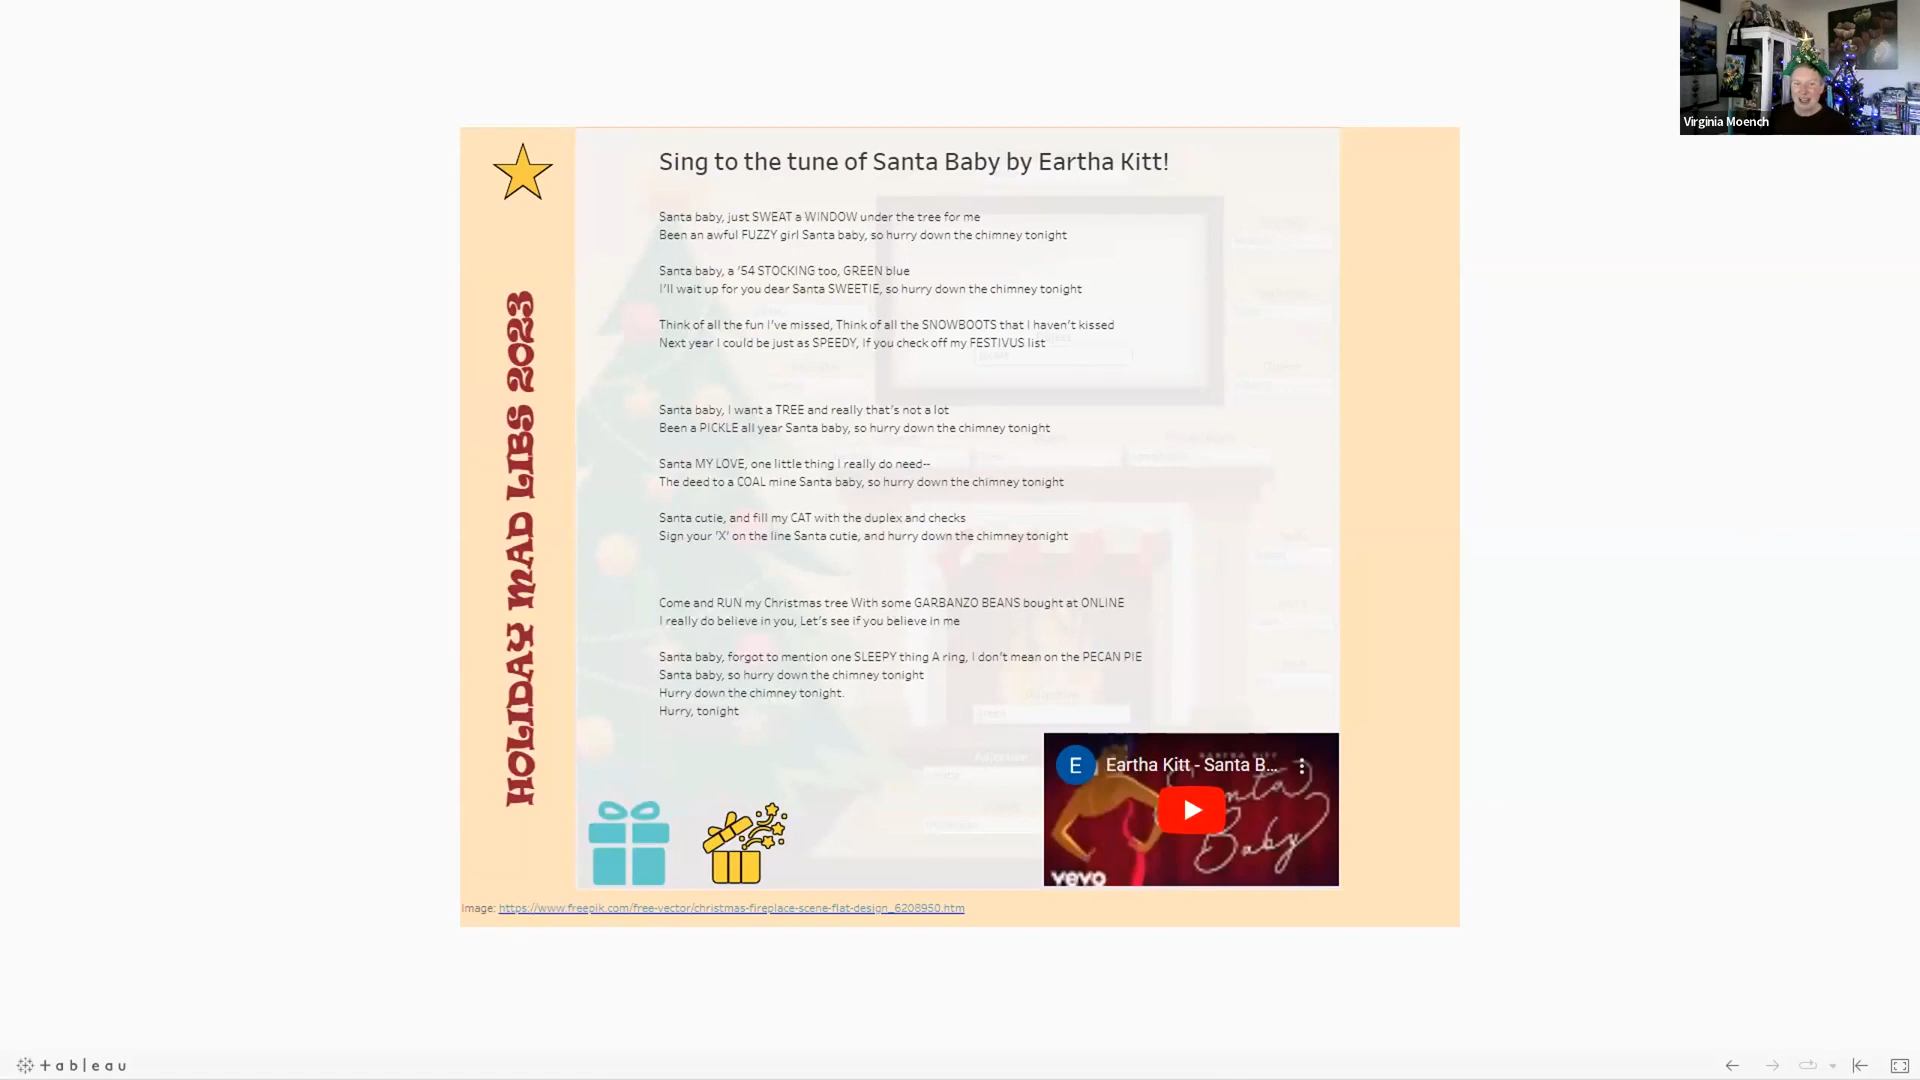 Virginia Moench
Sing to the tune of Santa Baby by Eartha Kitt!
Santa baby, just SWEAT a WINDOW under the tree for me
Been an awful FUZZY girl Santa baby, so hurry down the chimney tonight
Santa baby, a '54 STOCKING too, GREEN blue
I'll wait up for you dear Santa SWEETIE, so hurry down the chimney tonight
Think of all the fun I've missed, Think of all the SNOWBOOTS that I haven't kissed
Next year I could be just as SPEEDY, If you check off my FESTIVUS list
Santa baby, I want a TREE and really that's not a lot
Been a PICKLE all year Santa baby, so hurry down the chimney tonight
Santa MY LOVE, one little thing I really do need--
The deed to a COAL mine Santa baby, so hurry down the chimney tonight
Santa cutie, and fill my CAT with the duplex and checks
Sign your 'X' on the line Santa cutie, and hurry down the chimney tonight
Come and RUN my Christmas tree With some GARBANZO BEANS bought at ONLINE
I really do believe in you, Let's see if you believe in me
Santa baby, forgot to mention one SLEEPY thing A ring, I don't mean on the PECAN PIE
Santa baby, so hurry down the chimney tonight
Hurry down the chimney tonight.
Hurry, tonight
HOLIDAY MAD LIBS 2023
E
Eartha Kitt - Santa B...
Santa
Baby
vevo
Image: https://www.freepik.com/free-vector/christmas-fireplace-scene-flat-design_6208950.htm
+ableau